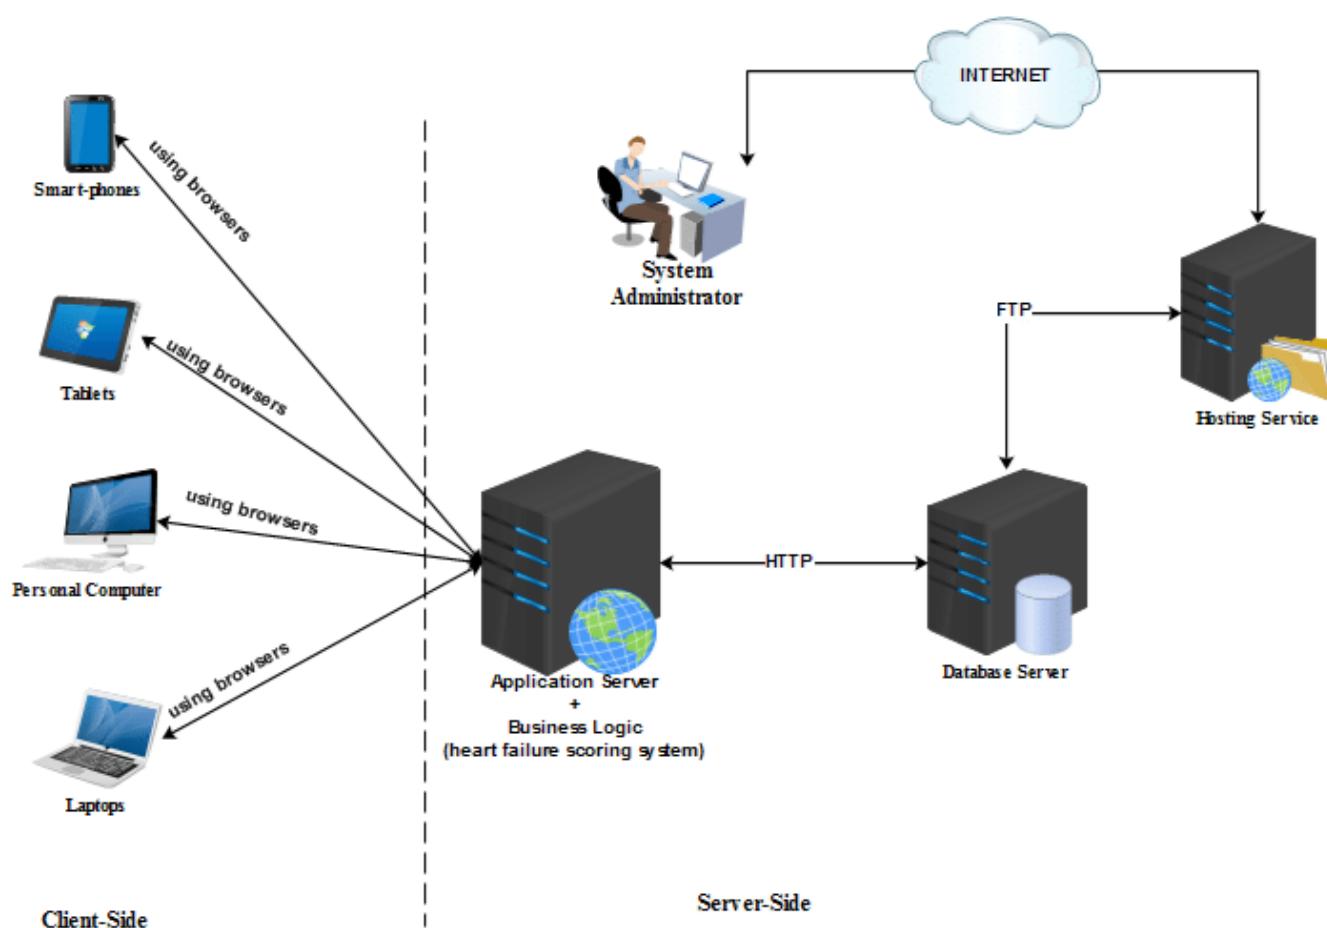 INTERNET
using browsers
Smart-phones
System
Administrator
FTP
using browsers
Tablets
Hosting Service
using browsers
HTTP
Personal Computer
using browsers
Application Server
+
Business Logic
(heart failure scoring system)
Database Server
Laptops
Client-Side
Server-Side